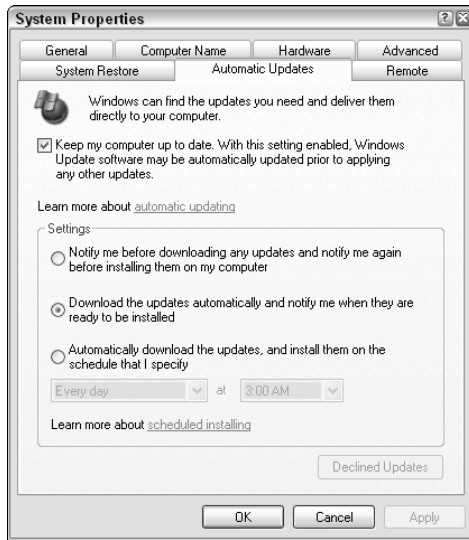 System Properties
General Computer Name Hardware Advanced
System Restore Automatic Updates Remote
Windows can find the updates you need and deliver them
directly to your computer.
Keep my computer up to date. With this setting enabled, Windows
Update software may be automatically updated prior to applying
any other updates.
Learn more about automatic updating
Settings
Notify me before downloading any updates and notify me again
before installing them on my computer
Download the updates automatically and notify me when they are
ready to be installed
Automatically download the updates, and install them on the
schedule that I specify
Every day at 3:00 AM
Learn more about scheduled installing
Declined Updates
OK Cancel Apply